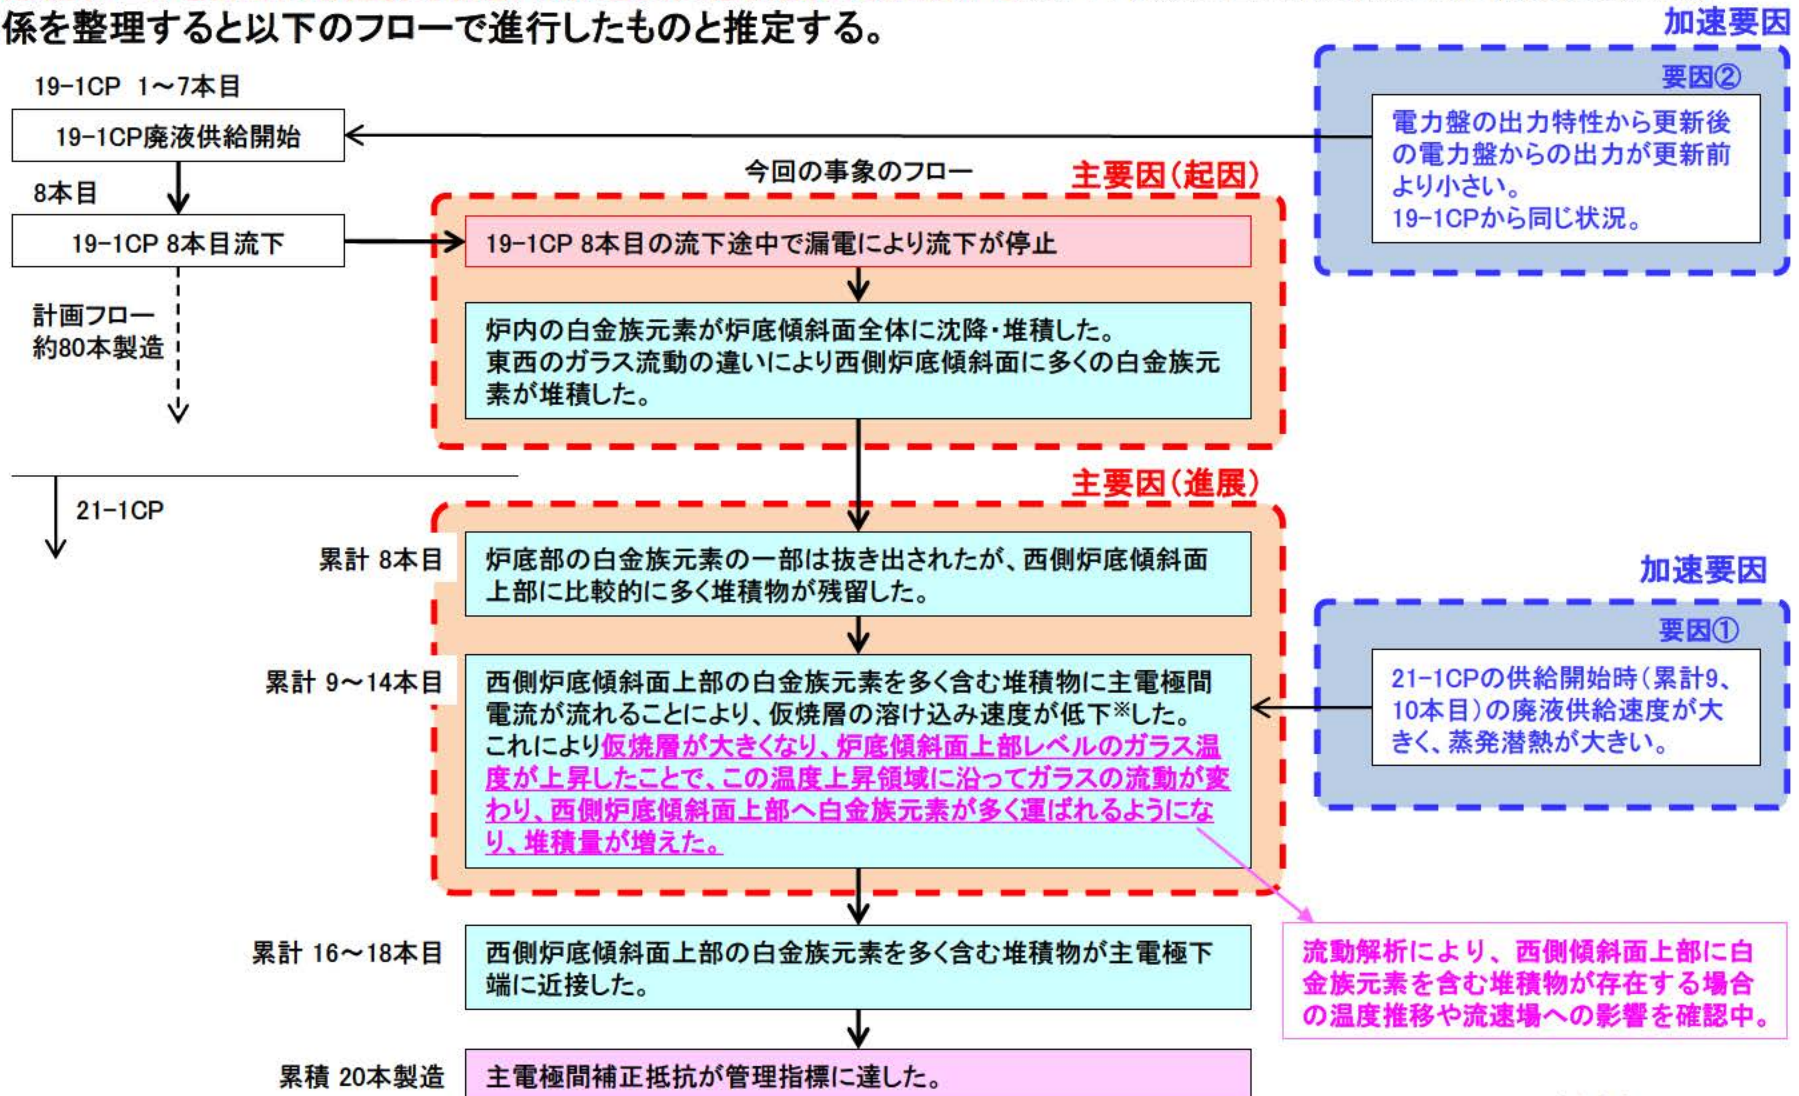 係を整理すると以下のフローで進行したものと推定する。
加速要因
要因②
電力盤の出力特性から更新後
の電力盤からの出力が更新前
より小さい。
19-1CPから同じ状況。
19-1CP 1～7本目
19-1CP廃液供給開始
8本目
19-1CP 8本目流下
計画フロー
約80本製造
今回の事象のフロー
主要因(起因)
19-1CP 8本目の流下途中で漏電により流下が停止
炉内の白金族元素が炉底傾斜面全体に沈降・堆積した。
東西のガラス流動の違いにより西側炉底傾斜面に多くの白金族元
素が堆積した。
21-1CP
主要因(進展)
累計 8本目
炉底部の白金族元素の一部は抜き出されたが、西側炉底傾斜面
上部に比較的に多く堆積物が残留した。
累計 9～14本目
西側炉底傾斜面上部の白金族元素を多く含む堆積物に主電極間
電流が流れることにより、仮焼層の溶け込み速度が低下※した。
これにより仮焼層が大きくなり、炉底傾斜面上部レベルのガラス温
度が上昇したことで、この温度上昇領域に沿ってガラスの流動が変
わり、西側炉底傾斜面上部へ白金族元素が多く運ばれるようにな
り、堆積量が増えた。
加速要因
要因①
21-1CPの供給開始時(累計9、
10本目)の廃液供給速度が大
きく、蒸発潜熱が大きい。
累計 16～18本目
西側炉底傾斜面上部の白金族元素を多く含む堆積物が主電極下
端に近接した。
流動解析により、西側傾斜面上部に白
金族元素を含む堆積物が存在する場合
の温度推移や流速場への影響を確認中。
累積 20本製造
主電極間補正抵抗が管理指標に達した。